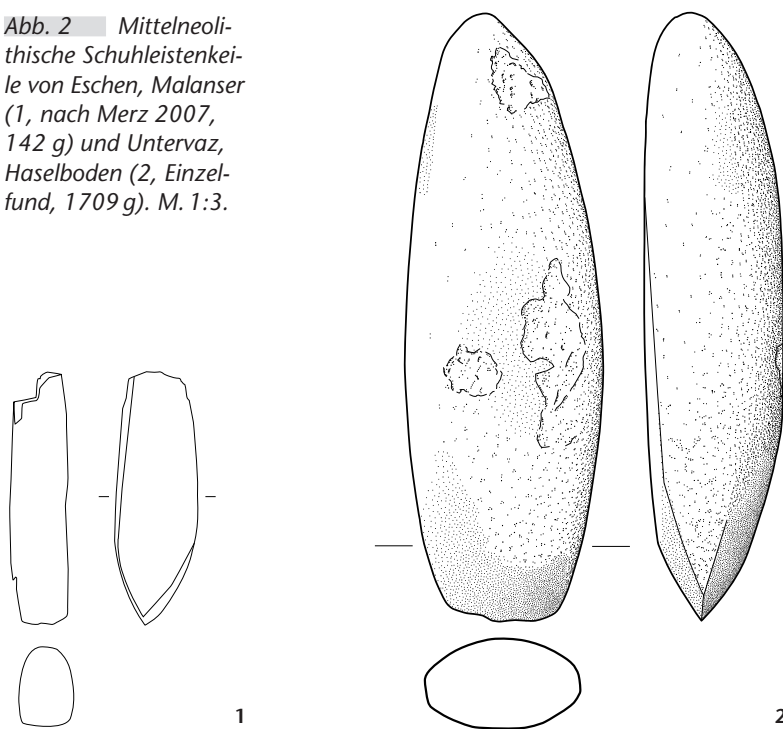 Abb. 2 Mittelneoli-
thische Schuhleistenkei-
le von Eschen, Malanser
(1, nach Merz 2007,
142 g) und Untervaz,
Haselboden (2, Einzel-
fund, 1709 g). M. 1:3.
1
2